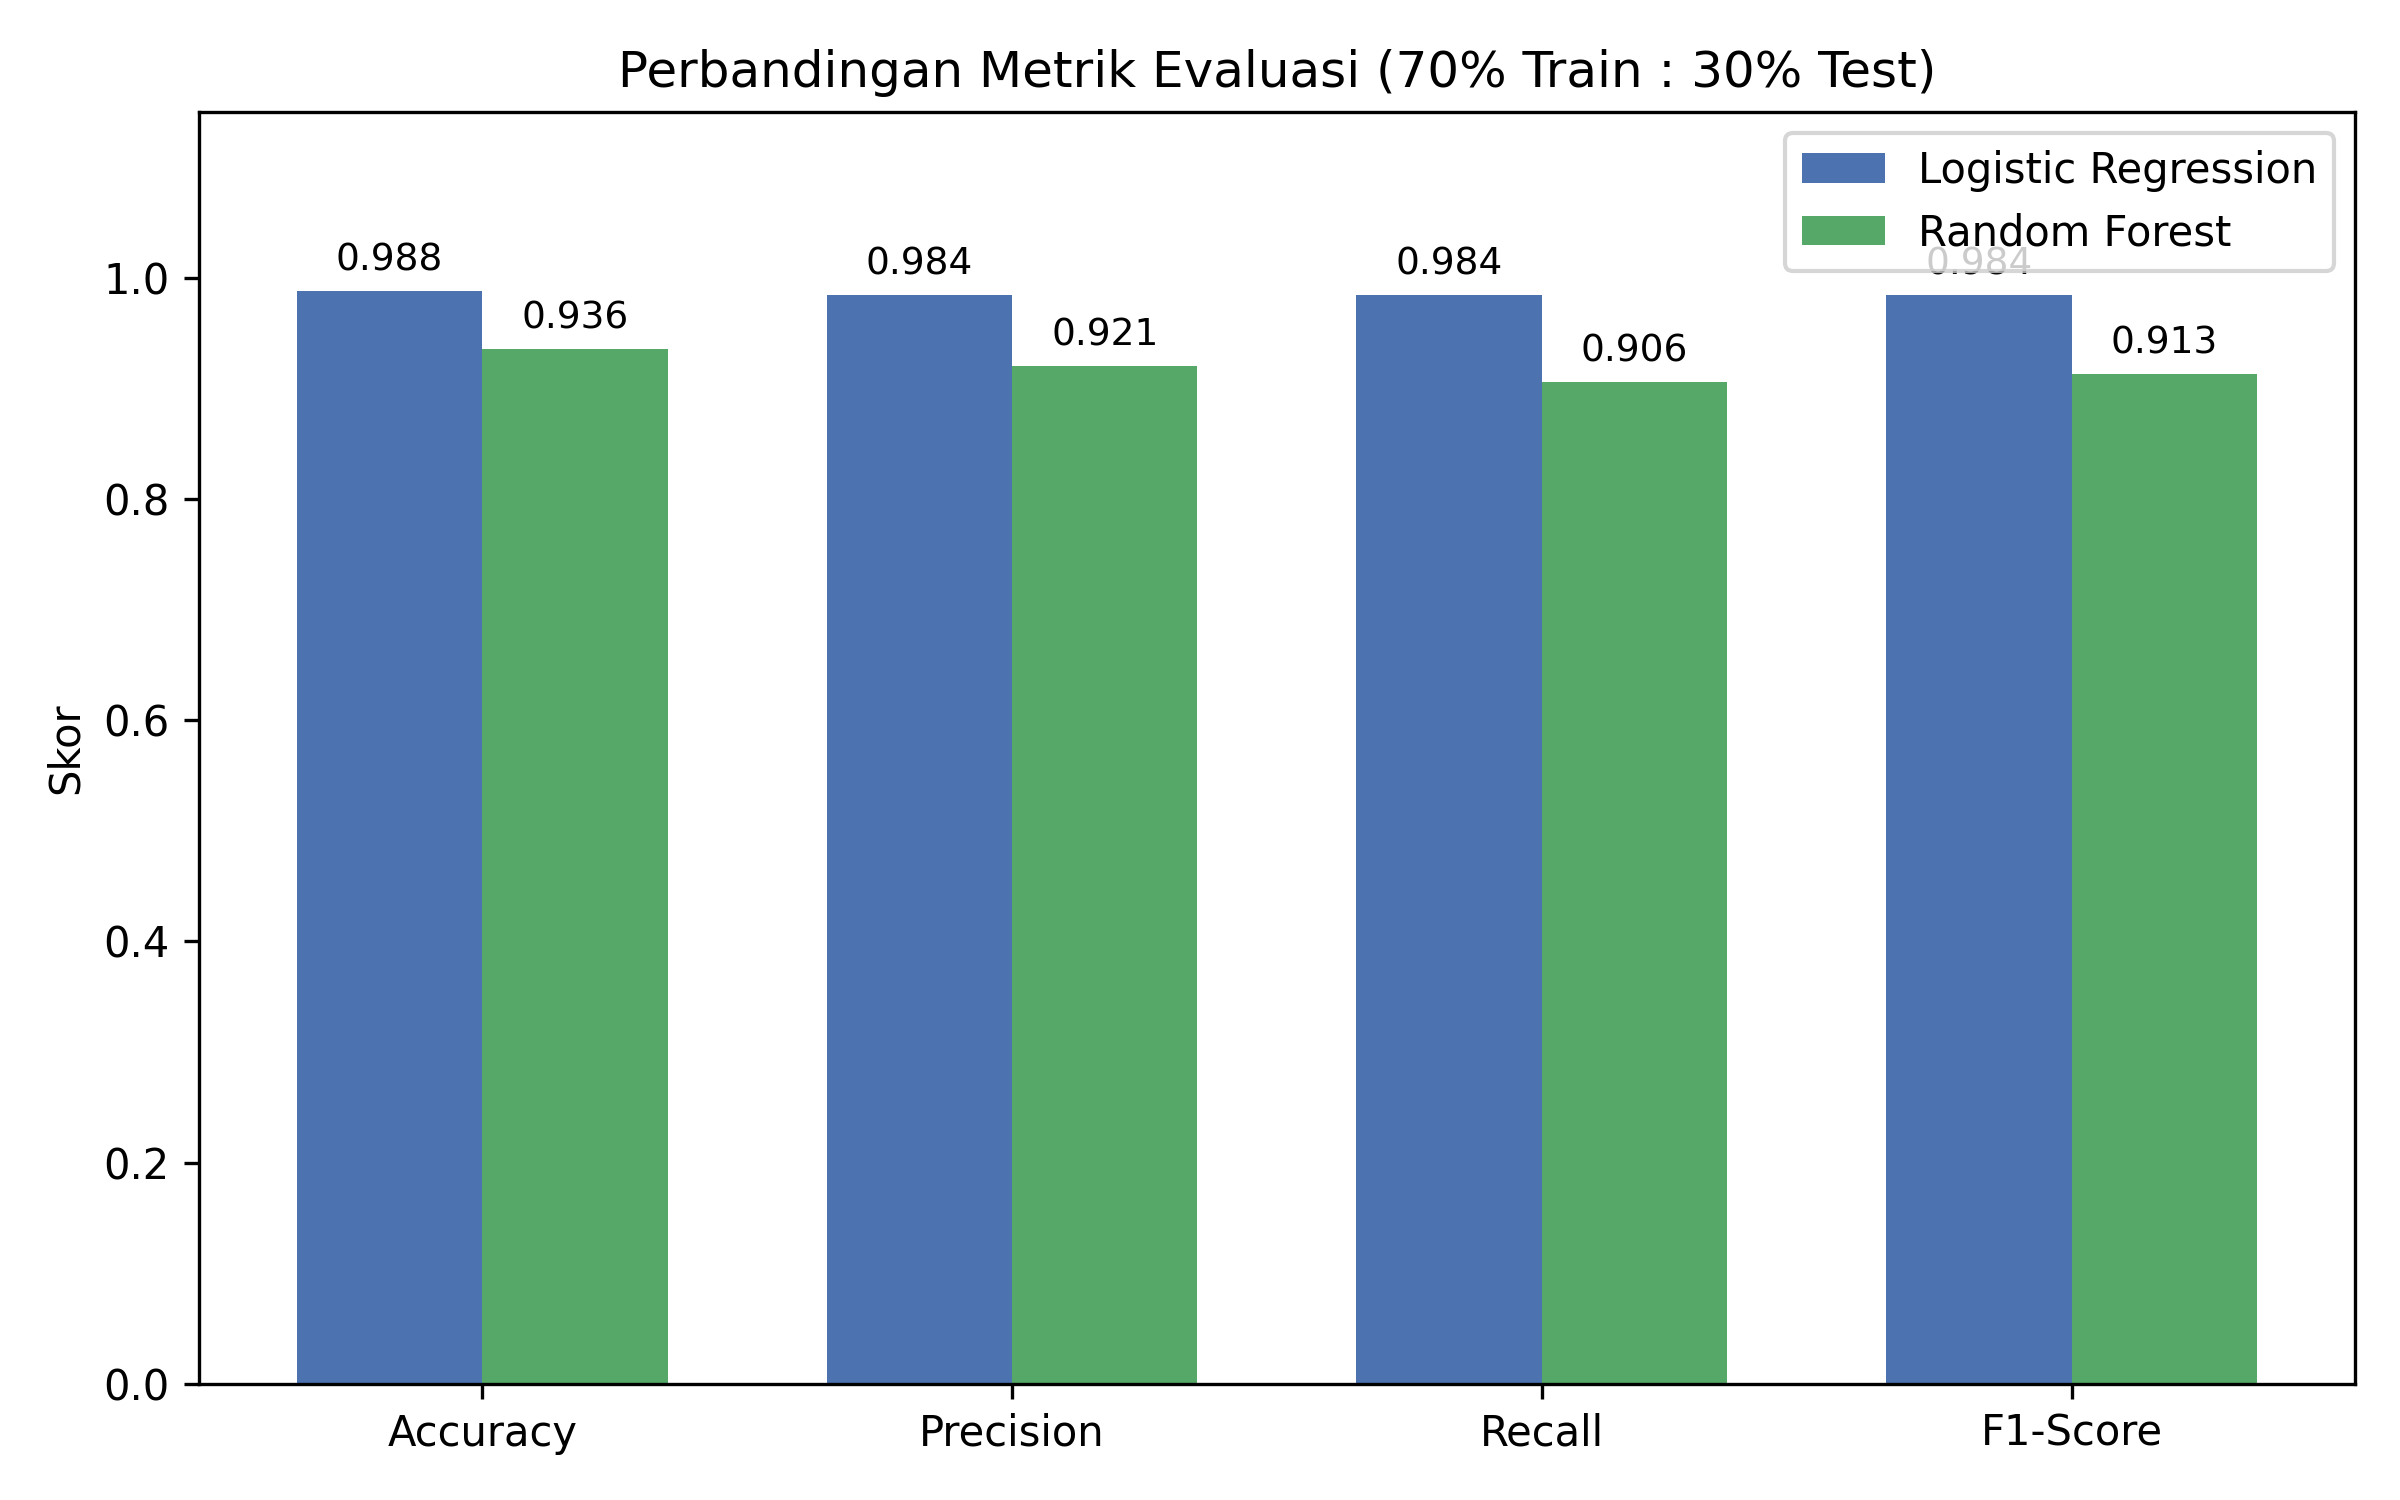 Perbandingan Metrik Evaluasi (70% Train : 30% Test)
Logistic Regression
Random Forest
0.988
0.936
0.984
0.921
0.984
0.906
0.984
0.913
1.0
0.8
0.6
0.4
0.2
0.0
Skor
Accuracy
Precision
Recall
F1-Score